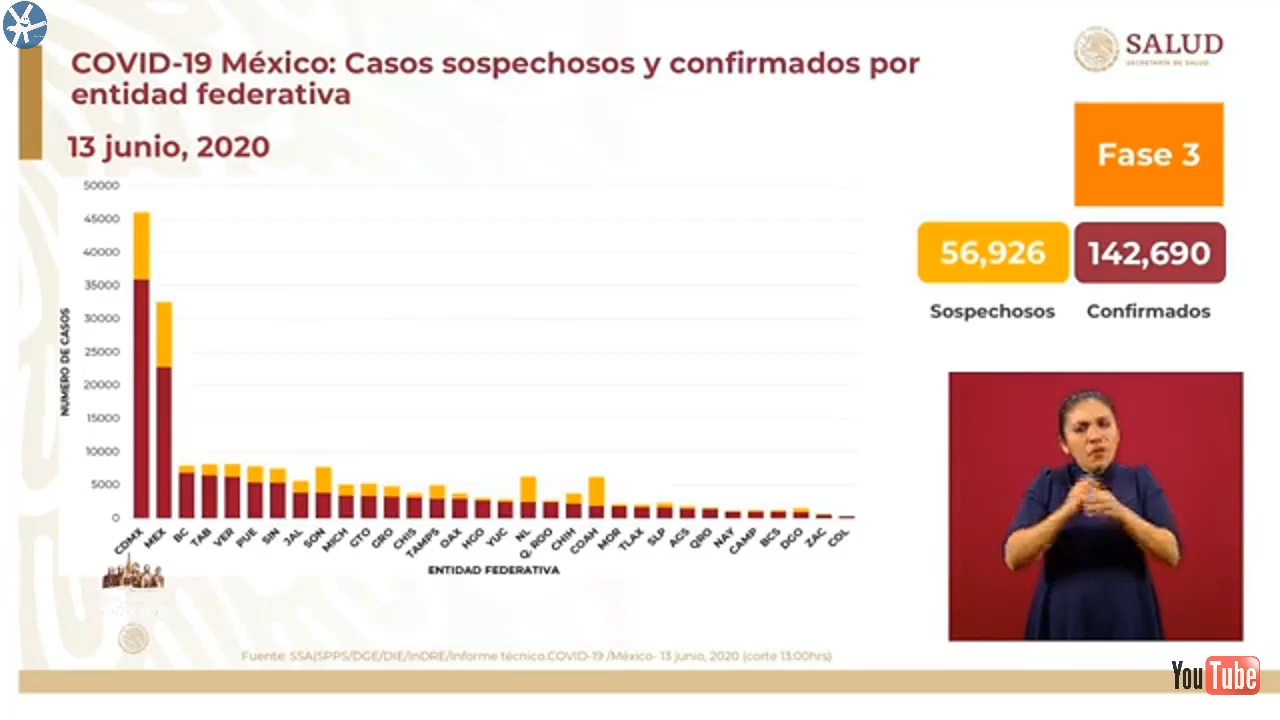 COVID-19 México: Casos sospechosos y confirmados por
entidad federativa
13 junio, 2020
SALUD
SECRETARÍA DE SALUD
Fase 3
56,926
142,690
Sospechosos
Confirmados
50000
45000
40000
35000
30000
25000
20000
15000
10000
5000
0
NÚMERO DE CASOS
CDMX
MEX
BC
TAB
VER
PUE
SIN
JAL
SON
MICH
GTO
GRO
CHIS
TAMPS
OAX
HGO
YUC
NL
Q. ROO
CHIH
COAH
MOR
TLAX
SLP
AGS
QRO
NAY
CAMP
BCS
DGO
ZAC
COL
ENTIDAD FEDERATIVA
Fuente: SSA(SPPS/DGE/DIE/InDRE/Informe técnico.COVID-19 /México- 13 junio, 2020 (corte 13:00hrs)
YouTube